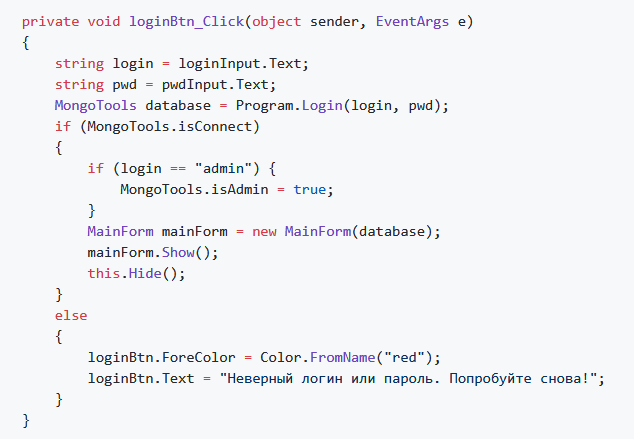 private void loginBtn_Click(object sender, EventArgs e)
{
    string login = loginInput.Text;
    string pwd = pwdInput.Text;
    MongoTools database = Program.Login(login, pwd);
    if (MongoTools.isConnect)
    {
        if (login == "admin") {
            MongoTools.isAdmin = true;
        }
        MainForm mainForm = new MainForm(database);
        mainForm.Show();
        this.Hide();
    }
    else
    {
        loginBtn.ForeColor = Color.FromName("red");
        loginBtn.Text = "Неверный логин или пароль. Попробуйте снова!";
    }
}